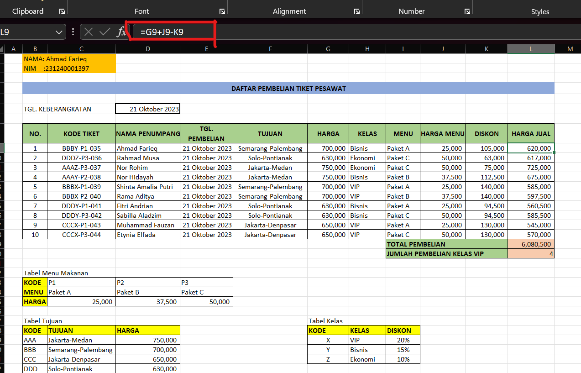 Clipboard Font Alignment Number Styles
L9 fx =G9+J9-K9
A B C D E F G H I J K L M
NAMA: Ahmad Farieq
NIM :231240001397
DAFTAR PEMBELIAN TIKET PESAWAT
TGL. KEBERANGKATAN 21 Oktober 2023
NO. KODE TIKET NAMA PENUMPANG TGL. PEMBELIAN TUJUAN HARGA KELAS MENU HARGA MENU DISKON HARGA JUAL
1 BBBY-P1-035 Ahmad Farieq 21 Oktober 2023 Semarang-Palembang 700,000 Bisnis Paket A 25,000 105,000 620,000
2 DDDZ-P3-036 Rahmad Musa 21 Oktober 2023 Solo-Pontianak 630,000 Ekonomi Paket C 50,000 63,000 617,000
3 AAAZ-P3-037 Nor Rohim 21 Oktober 2023 Jakarta-Medan 750,000 Ekonomi Paket C 50,000 75,000 725,000
4 AAAY-P2-038 Nor Hidayah 21 Oktober 2023 Jakarta-Medan 750,000 Bisnis Paket B 37,500 112,500 675,000
5 BBBX-P1-039 Shinta Amalia Putri 21 Oktober 2023 Semarang-Palembang 700,000 VIP Paket A 25,000 140,000 585,000
6 BBBX-P2-040 Rama Aditya 21 Oktober 2023 Semarang-Palembang 700,000 VIP Paket B 37,500 140,000 597,500
7 DDDY-P1-041 Fitri Andrian 21 Oktober 2023 Solo-Pontianak 630,000 Bisnis Paket A 25,000 94,500 560,500
8 DDDY-P3-042 Sabilla Aladzim 21 Oktober 2023 Solo-Pontianak 630,000 Bisnis Paket C 50,000 94,500 585,500
9 CCCX-P1-043 Muhammad Fauzan 21 Oktober 2023 Jakarta-Denpasar 650,000 VIP Paket A 25,000 130,000 545,000
10 CCCX-P3-044 Etynia Elfada 21 Oktober 2023 Jakarta-Denpasar 650,000 VIP Paket C 50,000 130,000 570,000
TOTAL PEMBELIAN 6,080,500
JUMLAH PEMBELIAN KELAS VIP 4
Tabel Menu Makanan
KODE P1 P2 P3
MENU Paket A Paket B Paket C
HARGA 25,000 37,500 50,000
Tabel Tujuan Tabel Kelas
KODE TUJUAN HARGA KODE KELAS DISKON
AAA Jakarta-Medan 750,000 X VIP 20%
BBB Semarang-Palembang 700,000 Y Bisnis 15%
CCC Jakarta-Denpasar 650,000 Z Ekonomi 10%
DDD Solo-Pontianak 630,000